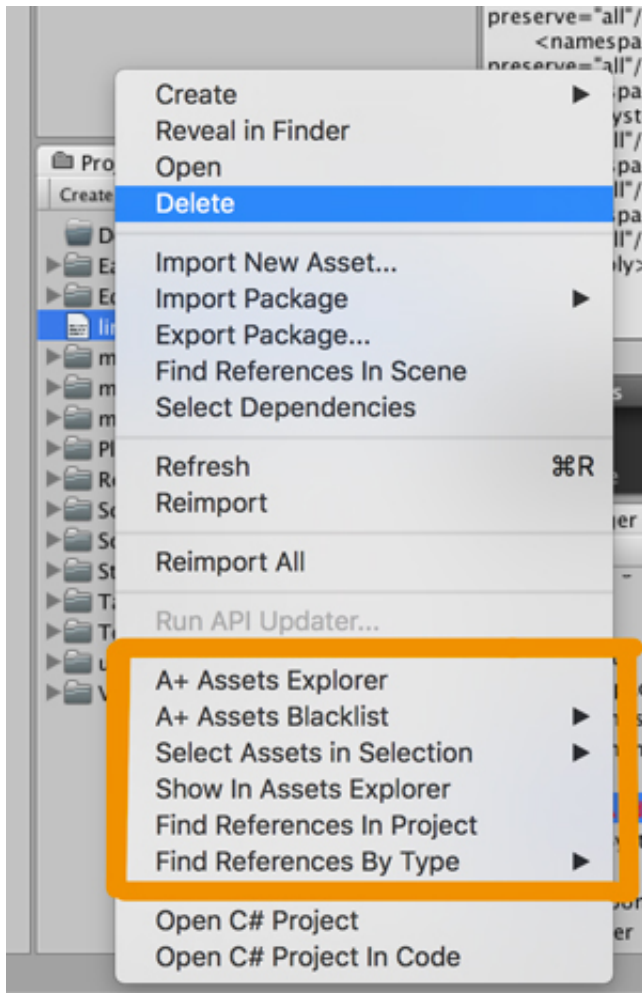 preserve="all"/
<namespa
preserve="all"/
Create
Reveal in Finder
Open
Delete
Import New Asset...
Import Package
Export Package...
Find References In Scene
Select Dependencies
Refresh ⌘R
Reimport
Reimport All
Run API Updater...
A+ Assets Explorer
A+ Assets Blacklist
Select Assets in Selection
Show In Assets Explorer
Find References In Project
Find References By Type
Open C# Project
Open C# Project In Code
Pro
Create